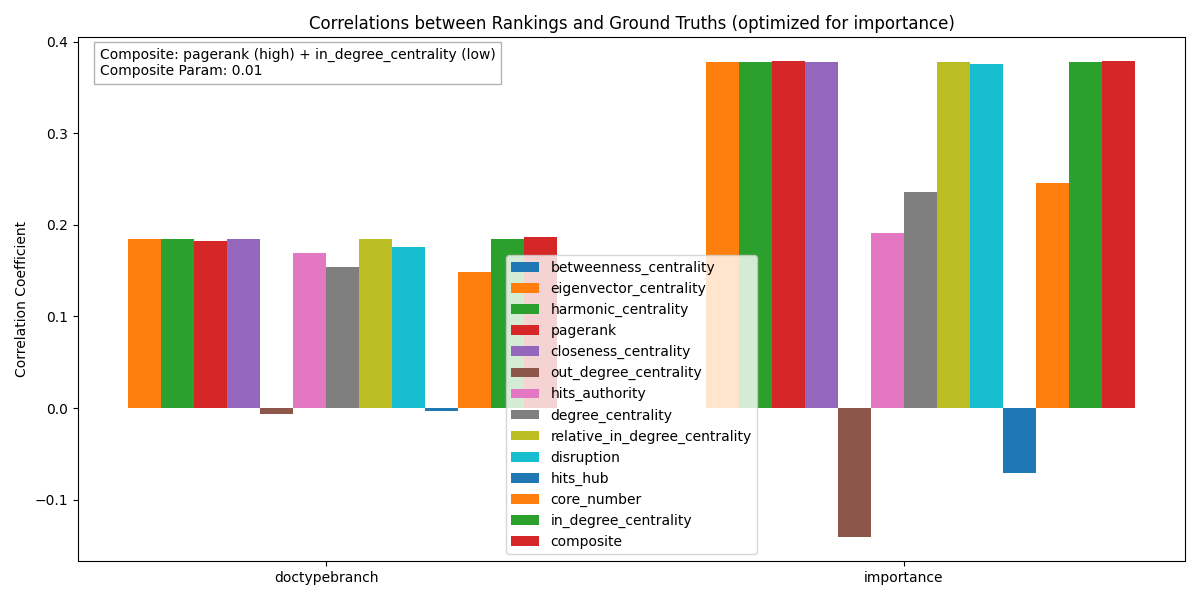 Correlations between Rankings and Ground Truths (optimized for importance)
Composite: pagerank (high) + in_degree_centrality (low)
Composite Param: 0.01
Correlation Coefficient
0.4
0.3
0.2
0.1
0.0
−0.1
betweenness_centrality
eigenvector_centrality
harmonic_centrality
pagerank
closeness_centrality
out_degree_centrality
hits_authority
degree_centrality
relative_in_degree_centrality
disruption
hits_hub
core_number
in_degree_centrality
composite
doctypebranch
importance